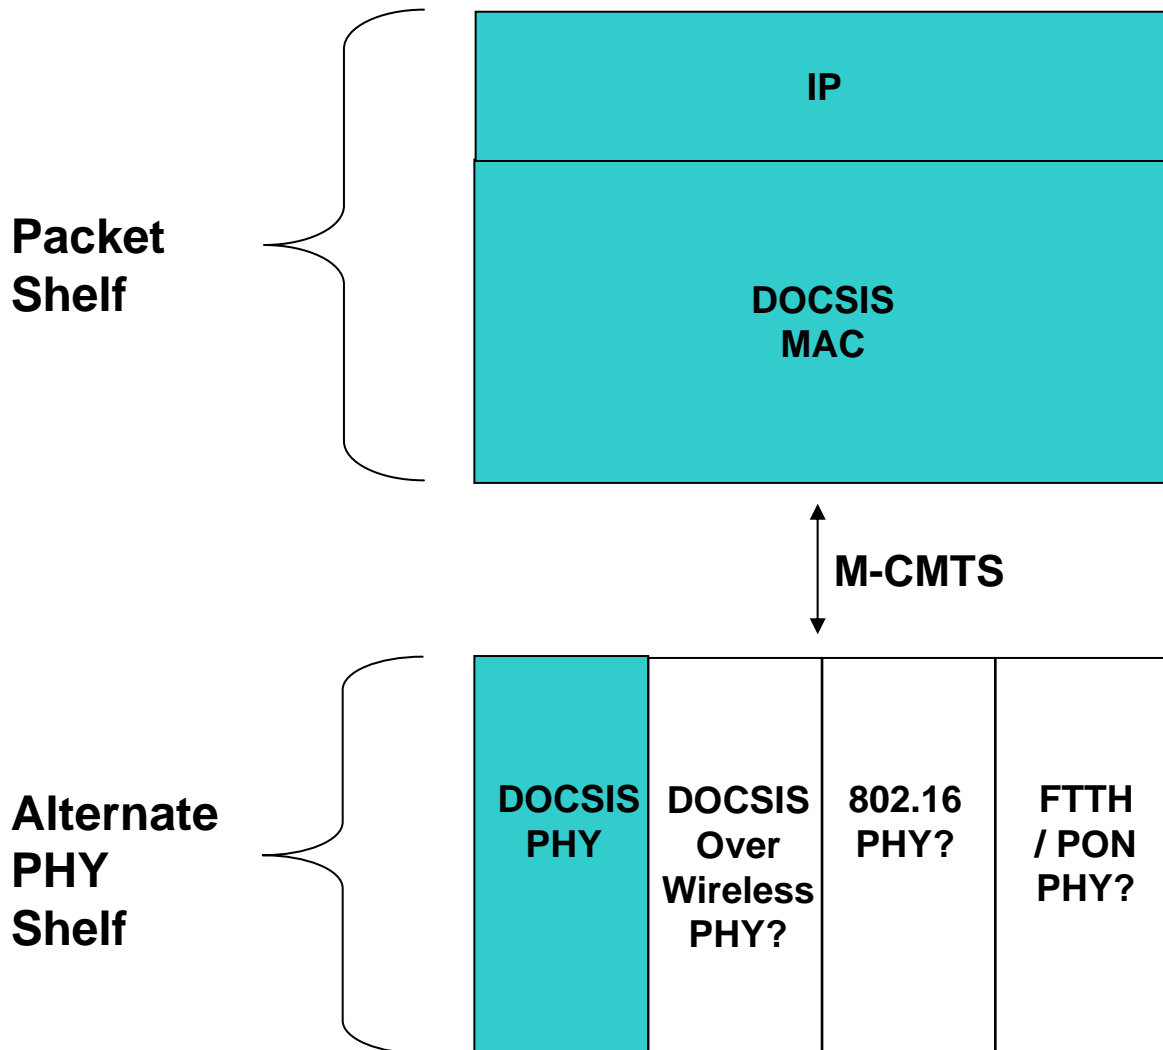 IP
Packet
Shelf
DOCSIS
MAC
M-CMTS
Alternate
PHY
Shelf
DOCSIS
PHY
DOCSIS
Over
Wireless
PHY?
802.16
PHY?
FTTH
/ PON
PHY?